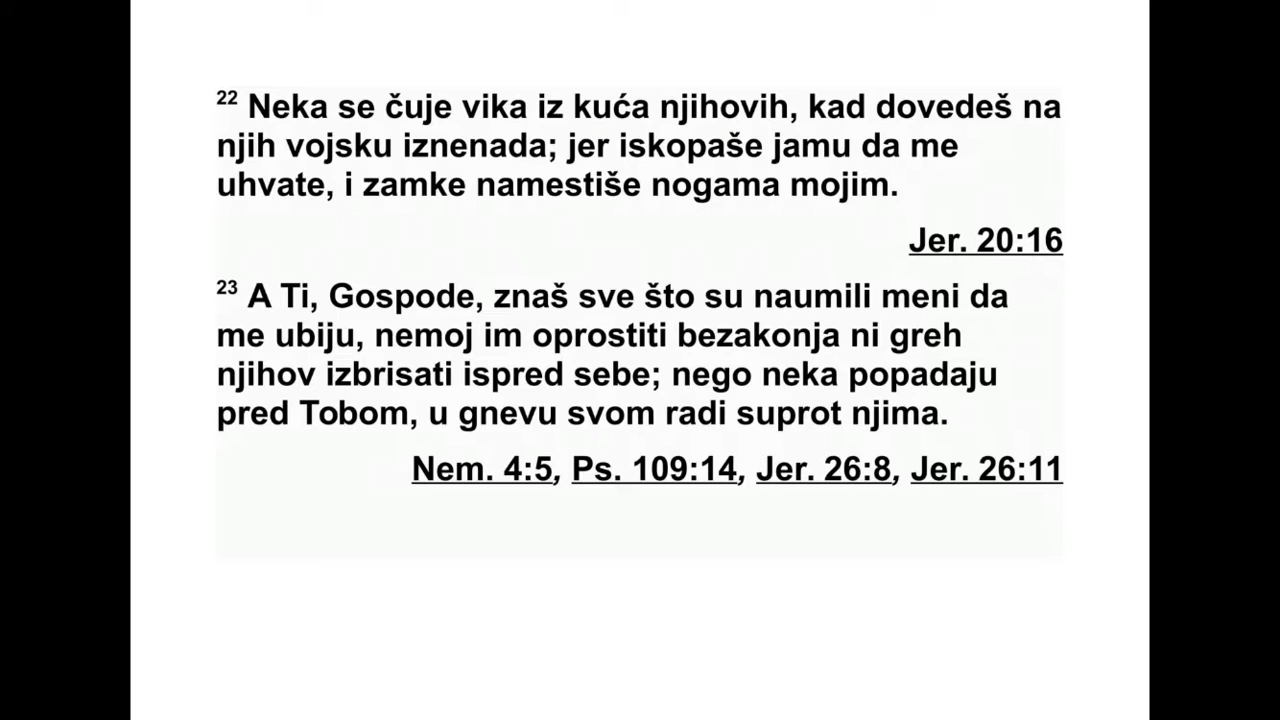 22 Neka se čuje vika iz kuća njihovih, kad dovedeš na
njih vojsku iznenada; jer iskopaše jamu da me
uhvate, i zamke namestiše nogama mojim.
Jer. 20:16
23 A Ti, Gospode, znaš sve što su naumili meni da
me ubiju, nemoj im oprostiti bezakonja ni greh
njihov izbrisati ispred sebe; nego neka popadaju
pred Tobom, u gnevu svom radi suprot njima.
Nem. 4:5, Ps. 109:14, Jer. 26:8, Jer. 26:11